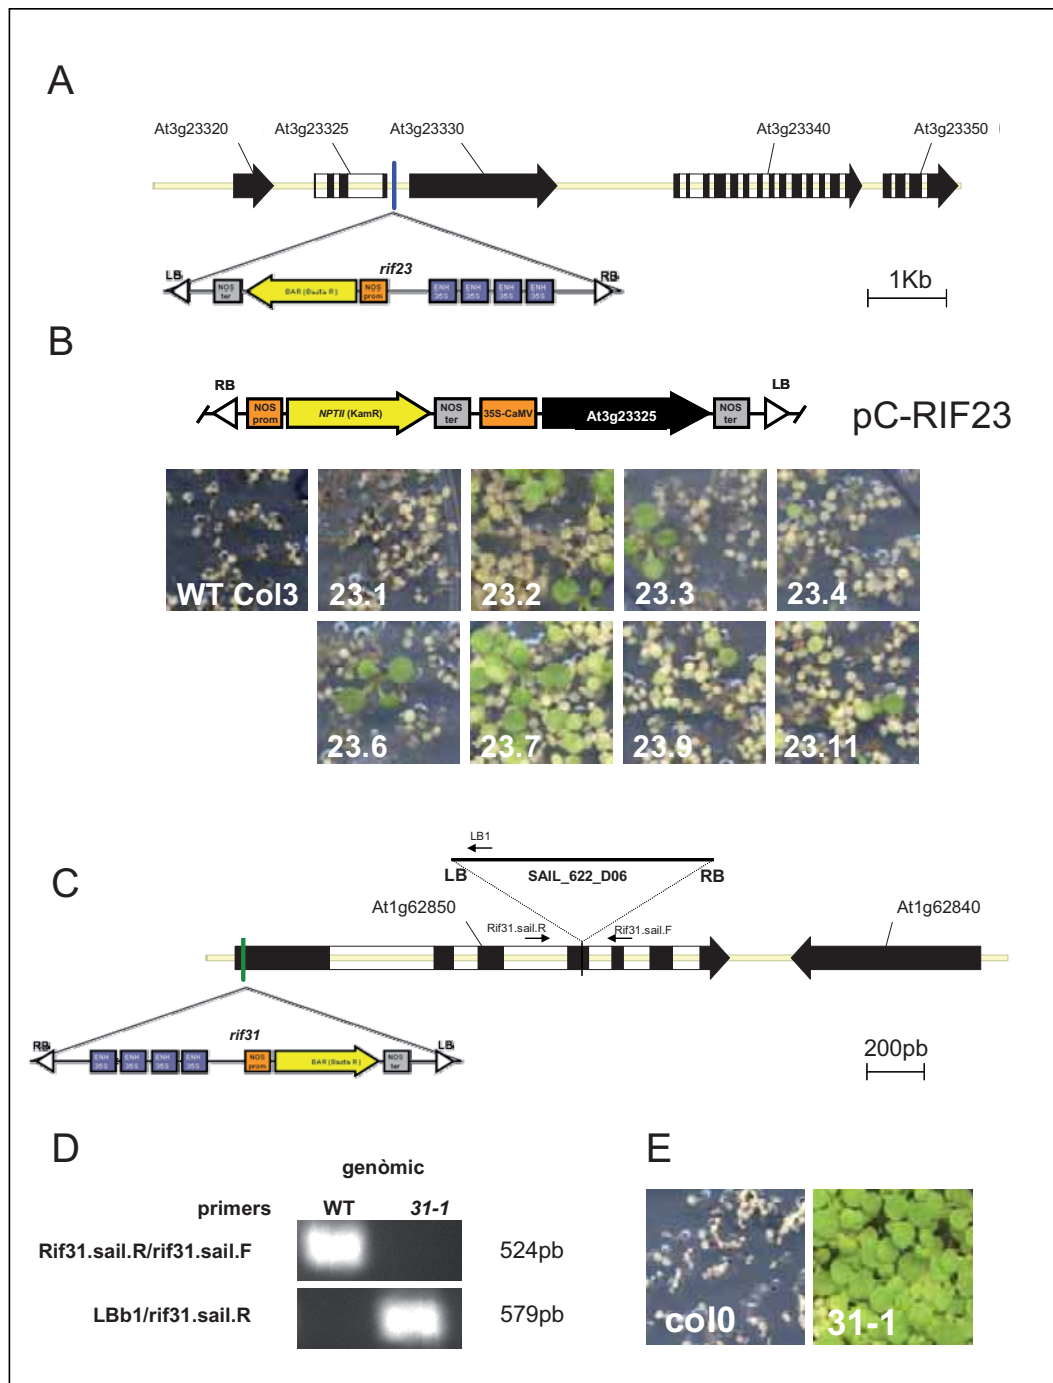 A
At3g23320
At3g23325
At3g23330
At3g23340
At3g23350
LB
rif23
RB
NOS
ter
BAR (Basta R)
NOS
prom
ENH
35S
ENH
35S
ENH
35S
ENH
35S
1Kb
B
RB
LB
NOS
prom
NPTII (KamR)
NOS
ter
35S-CaMV
At3g23325
NOS
ter
pC-RIF23
WT Col3
23.1
23.2
23.3
23.4
23.6
23.7
23.9
23.11
C
LB1
LB
SAIL_622_D06
RB
At1g62850
Rif31.sail.R
Rif31.sail.F
At1g62840
RB
rif31
LB
ENH
35S
ENH
35S
ENH
35S
ENH
35S
NOS
prom
BAR (Basta R)
NOS
ter
200pb
D
genòmic
primers
WT
31-1
Rif31.sail.R/rif31.sail.F
524pb
LBb1/rif31.sail.R
579pb
E
col0
31-1